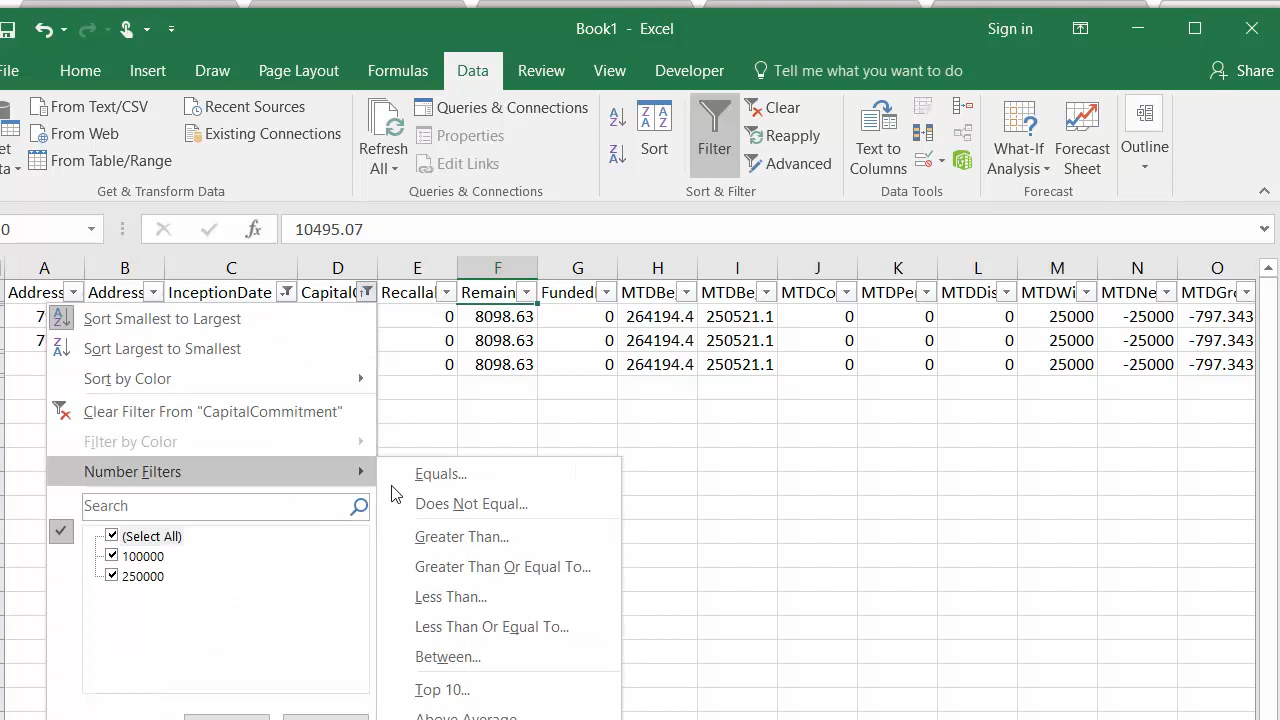 Book1 - Excel
Sign in
File Home Insert Draw Page Layout Formulas Data Review View Developer Tell me what you want to do Share
From Text/CSV
From Web
From Table/Range
Recent Sources
Existing Connections
Get & Transform Data
Refresh All
Queries & Connections
Properties
Edit Links
Queries & Connections
Sort
Filter
Clear
Reapply
Advanced
Sort & Filter
Text to Columns
Data Tools
What-If Analysis
Forecast Sheet
Forecast
Outline
0 fx 10495.07
A B C D E F G H I J K L M N O
Address Address InceptionDate CapitalC Recallal Remain FundedI MTDBe MTDBe MTDCo MTDPe MTDDis MTDWi MTDNe MTDGr
7 0 8098.63 0 264194.4 250521.1 0 0 0 25000 -25000 -797.343
7 0 8098.63 0 264194.4 250521.1 0 0 0 25000 -25000 -797.343
0 8098.63 0 264194.4 250521.1 0 0 0 25000 -25000 -797.343
Sort Smallest to Largest
Sort Largest to Smallest
Sort by Color
Clear Filter From "CapitalCommitment"
Filter by Color
Number Filters
Search
(Select All)
100000
250000
Equals...
Does Not Equal...
Greater Than...
Greater Than Or Equal To...
Less Than...
Less Than Or Equal To...
Between...
Top 10...
Above Average